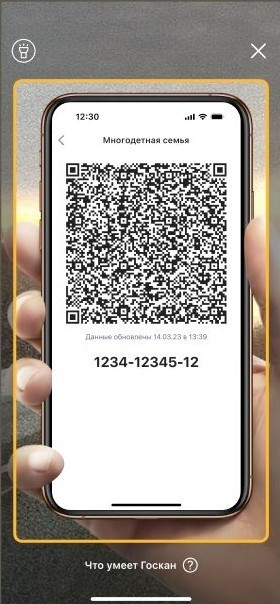 12:30
Многодетная семья
Данные обновлены 14.03.23 в 13:39
1234-12345-12
Что умеет Госкан ?